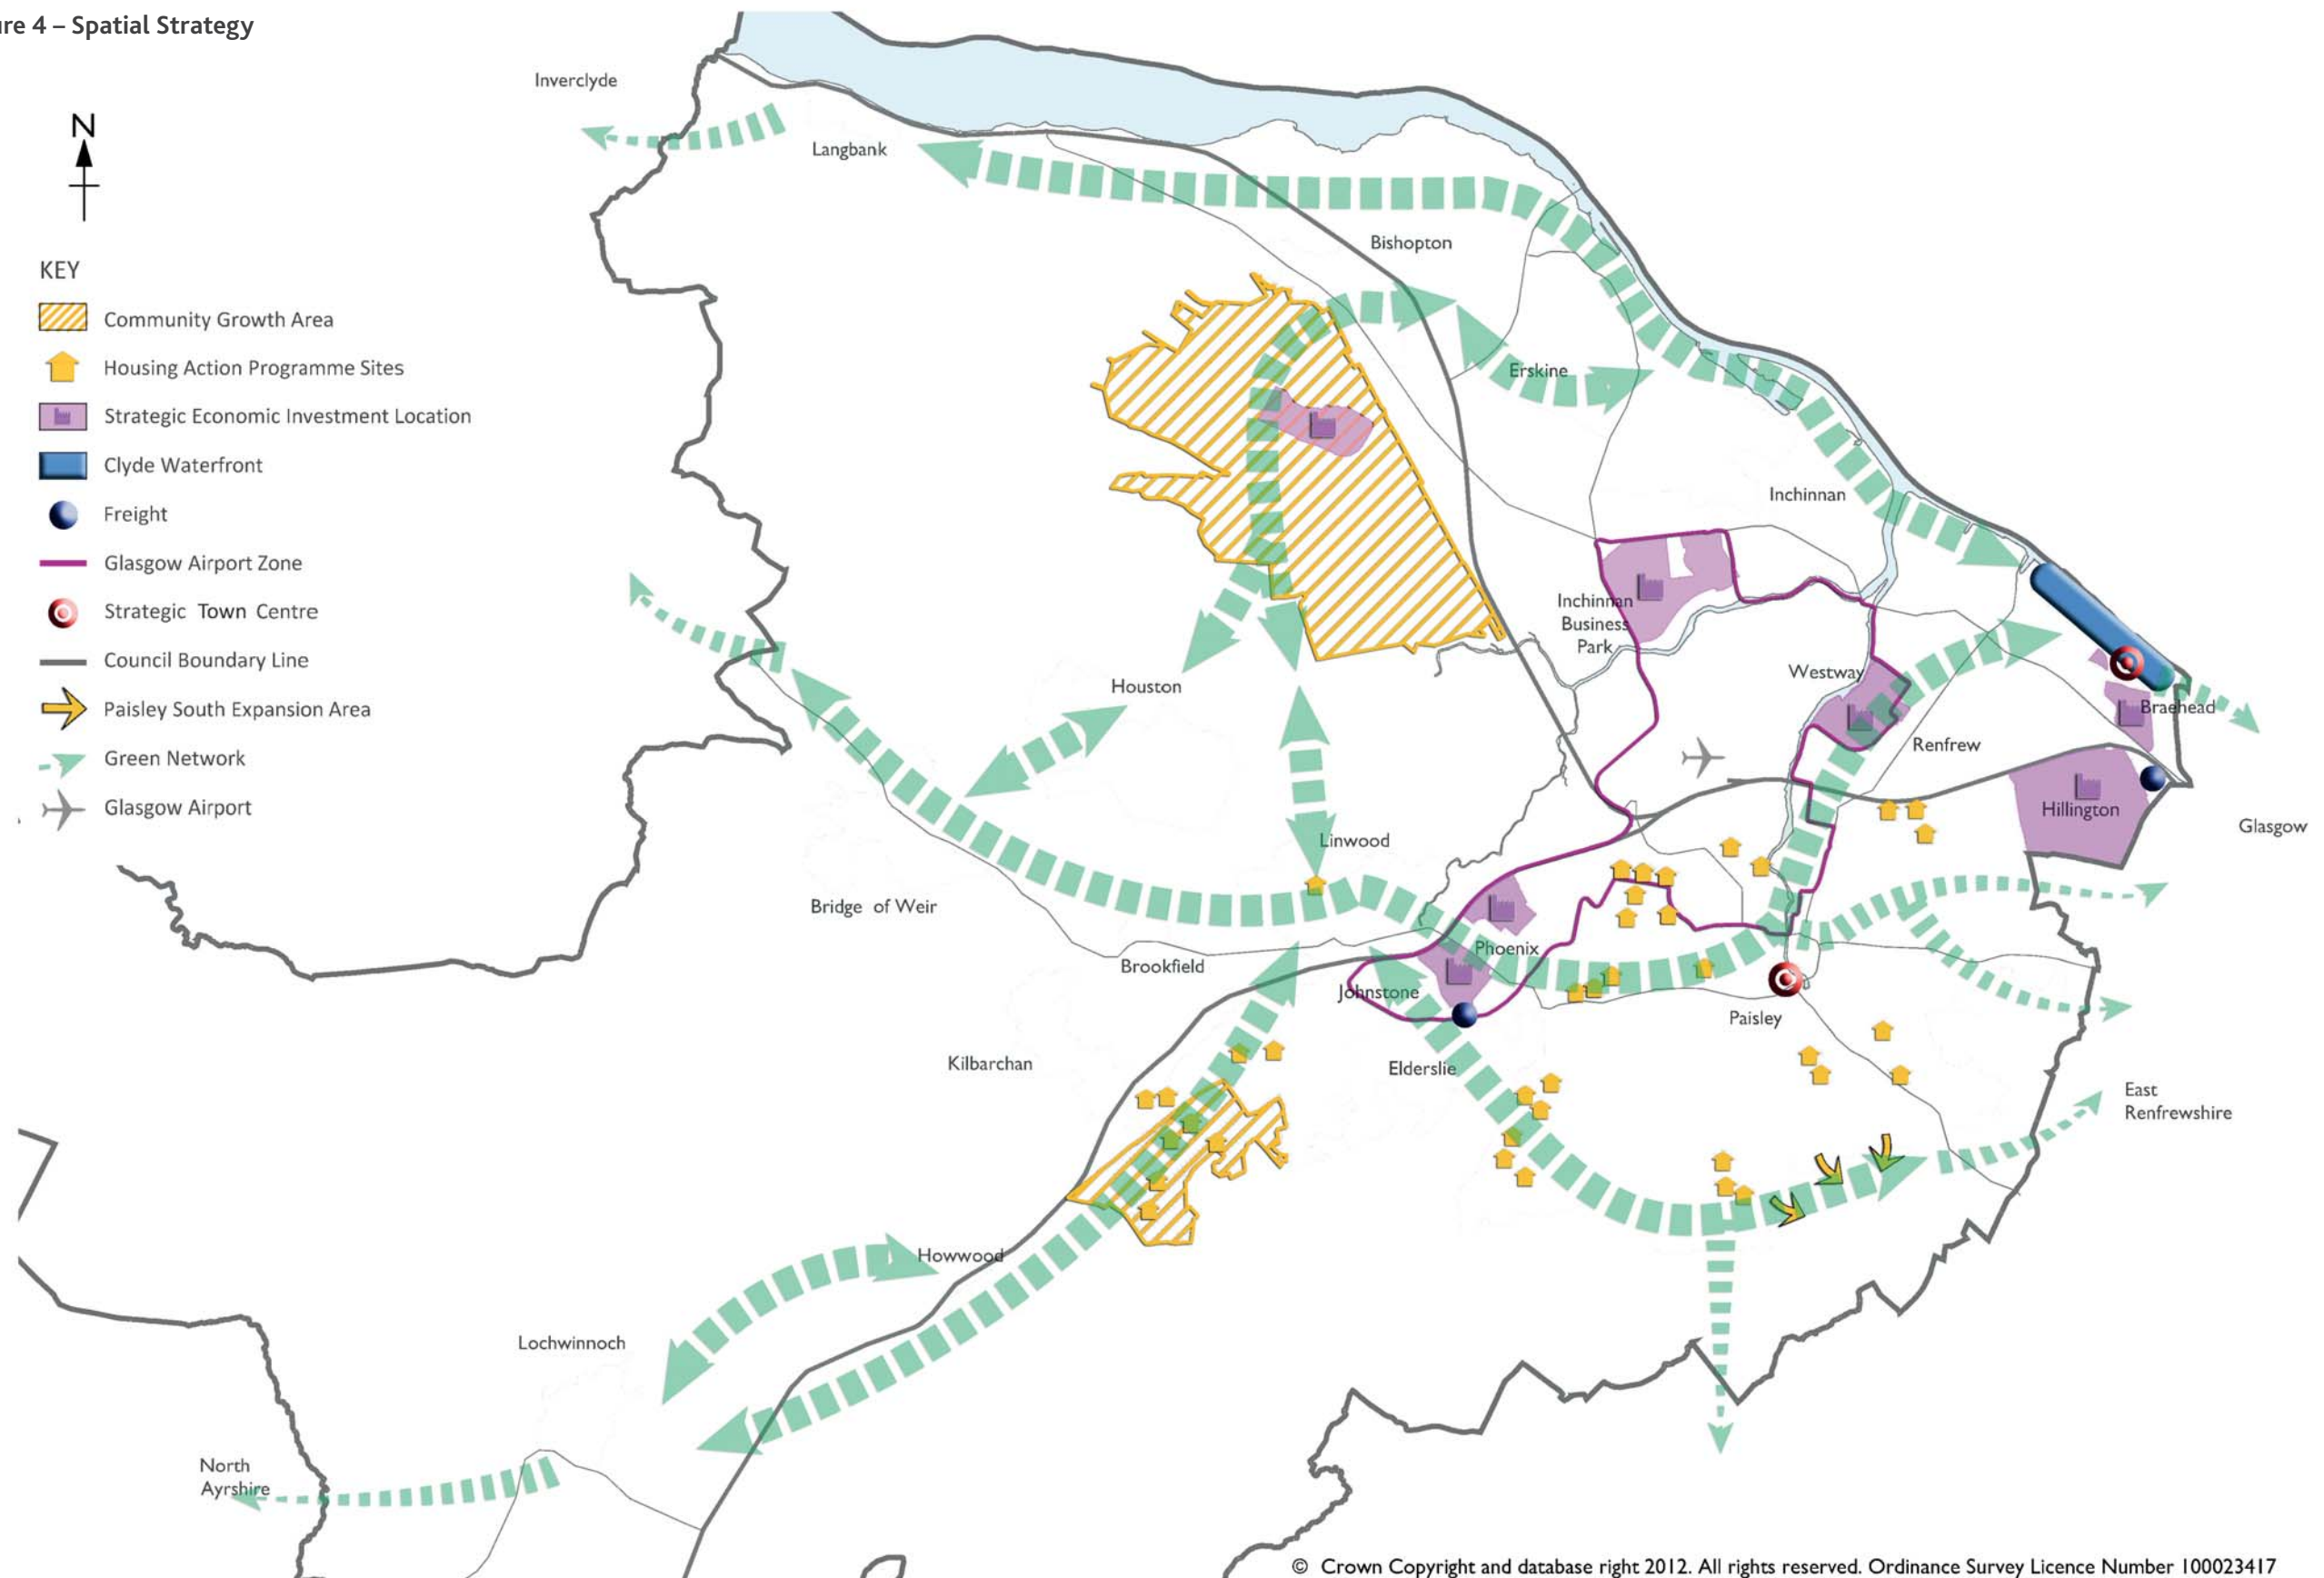 – Spatial Strategy
N
KEY
Community Growth Area
Housing Action Programme Sites
Strategic Economic Investment Location
Clyde Waterfront
Freight
Glasgow Airport Zone
Strategic Town Centre
Council Boundary Line
Paisley South Expansion Area
Green Network
Glasgow Airport
Inverclyde
Langbank
Bishopton
Erskine
Inchinnan
Inchinnan
Business
Park
Westway
Houston
Renfrew
Braehead
Hillington
Glasgow
Linwood
Bridge of Weir
Brookfield
Phoenix
Johnstone
Paisley
Kilbarchan
Elderslie
East
Renfrewshire
Howwood
Lochwinnoch
North
Ayrshire
© Crown Copyright and database right 2012. All rights reserved. Ordinance Survey Licence Number 100023417